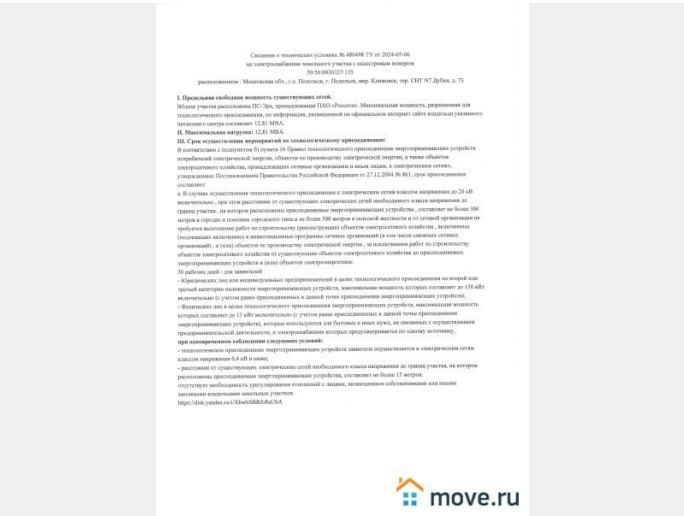 Сведения о технических условиях № 480498 ТУ от 2024-05-06
на электроснабжение земельного участка с кадастровым номером
50:56:0030327:133
расположенном : Московская обл., г.о. Подольск, г. Подольск, мкр. Климовск, тер. СНТ N7 Дубки, д. 73
I. Предельная свободная мощность существующих сетей.
Вблизи участка расположена ПС-Эра, принадлежащая ПАО «Россети». Максимальная мощность, разрешенная для
технологического присоединения, по информации, размещенной на официальном интернет сайте владельца указанного
питающего центра составляет 12,81 МВА.
II. Максимальная нагрузка: 12,81 МВА.
III. Срок осуществления мероприятий по технологическому присоединению:
В соответствии с подпунктом б) пункта 16 Правил технологического присоединения энергопринимающих устройств
потребителей электрической энергии, объектов по производству электрической энергии, а также объектов
электросетевого хозяйства, принадлежащих сетевым организациям и иным лицам, к электрическим сетям»,
утвержденных Постановлением Правительства Российской Федерации от 27.12.2004 № 861, срок присоединения
составляет:
а. В случаях осуществления технологического присоединения к электрическим сетям классом напряжения до 20 кВ
включительно , при этом расстояние от существующих электрических сетей необходимого класса напряжения до
границ участка , на котором расположены присоединяемые энергопринимающие устройства , составляет не более 300
метров в городах и поселках городского типа и не более 500 метров в сельской местности и от сетевой организации не
требуется выполнение работ по строительству (реконструкции) объектов электросетевого хозяйства , включенных
(подлежащих включению) в инвестиционные программы сетевых организаций (в том числе смежных сетевых
организаций) , и (или) объектов по производству электрической энергии , за исключением работ по строительству
объектов электросетевого хозяйства от существующих объектов электросетевого хозяйства до присоединяемых
энергопринимающих устройств и (или) объектов электроэнергетики:
30 рабочих дней - для заявителей
- Юридических лиц или индивидуальных предпринимателей в целях технологического присоединения по второй или
третьей категории надежности энергопринимающих устройств, максимальная мощность которых составляет до 150 кВт
включительно (с учетом ранее присоединенных в данной точке присоединения энергопринимающих устройств);
- Физических лиц в целях технологического присоединения энергопринимающих устройств, максимальная мощность
которых составляет до 15 кВт включительно (с учетом ранее присоединенных в данной точке присоединения
энергопринимающих устройств), которые используются для бытовых и иных нужд, не связанных с осуществлением
предпринимательской деятельности, и электроснабжение которых предусматривается по одному источнику,
при одновременном соблюдении следующих условий:
- технологическое присоединение энергопринимающих устройств заявителя осуществляется к электрическим сетям
классом напряжения 0,4 кВ и ниже;
- расстояние от существующих электрических сетей необходимого класса напряжения до границ участка, на котором
расположены присоединяемые энергопринимающие устройства, составляет не более 15 метров;
отсутствует необходимость урегулирования отношений с лицами, являющимися собственниками или иными
законными владельцами земельных участков.
move.ru